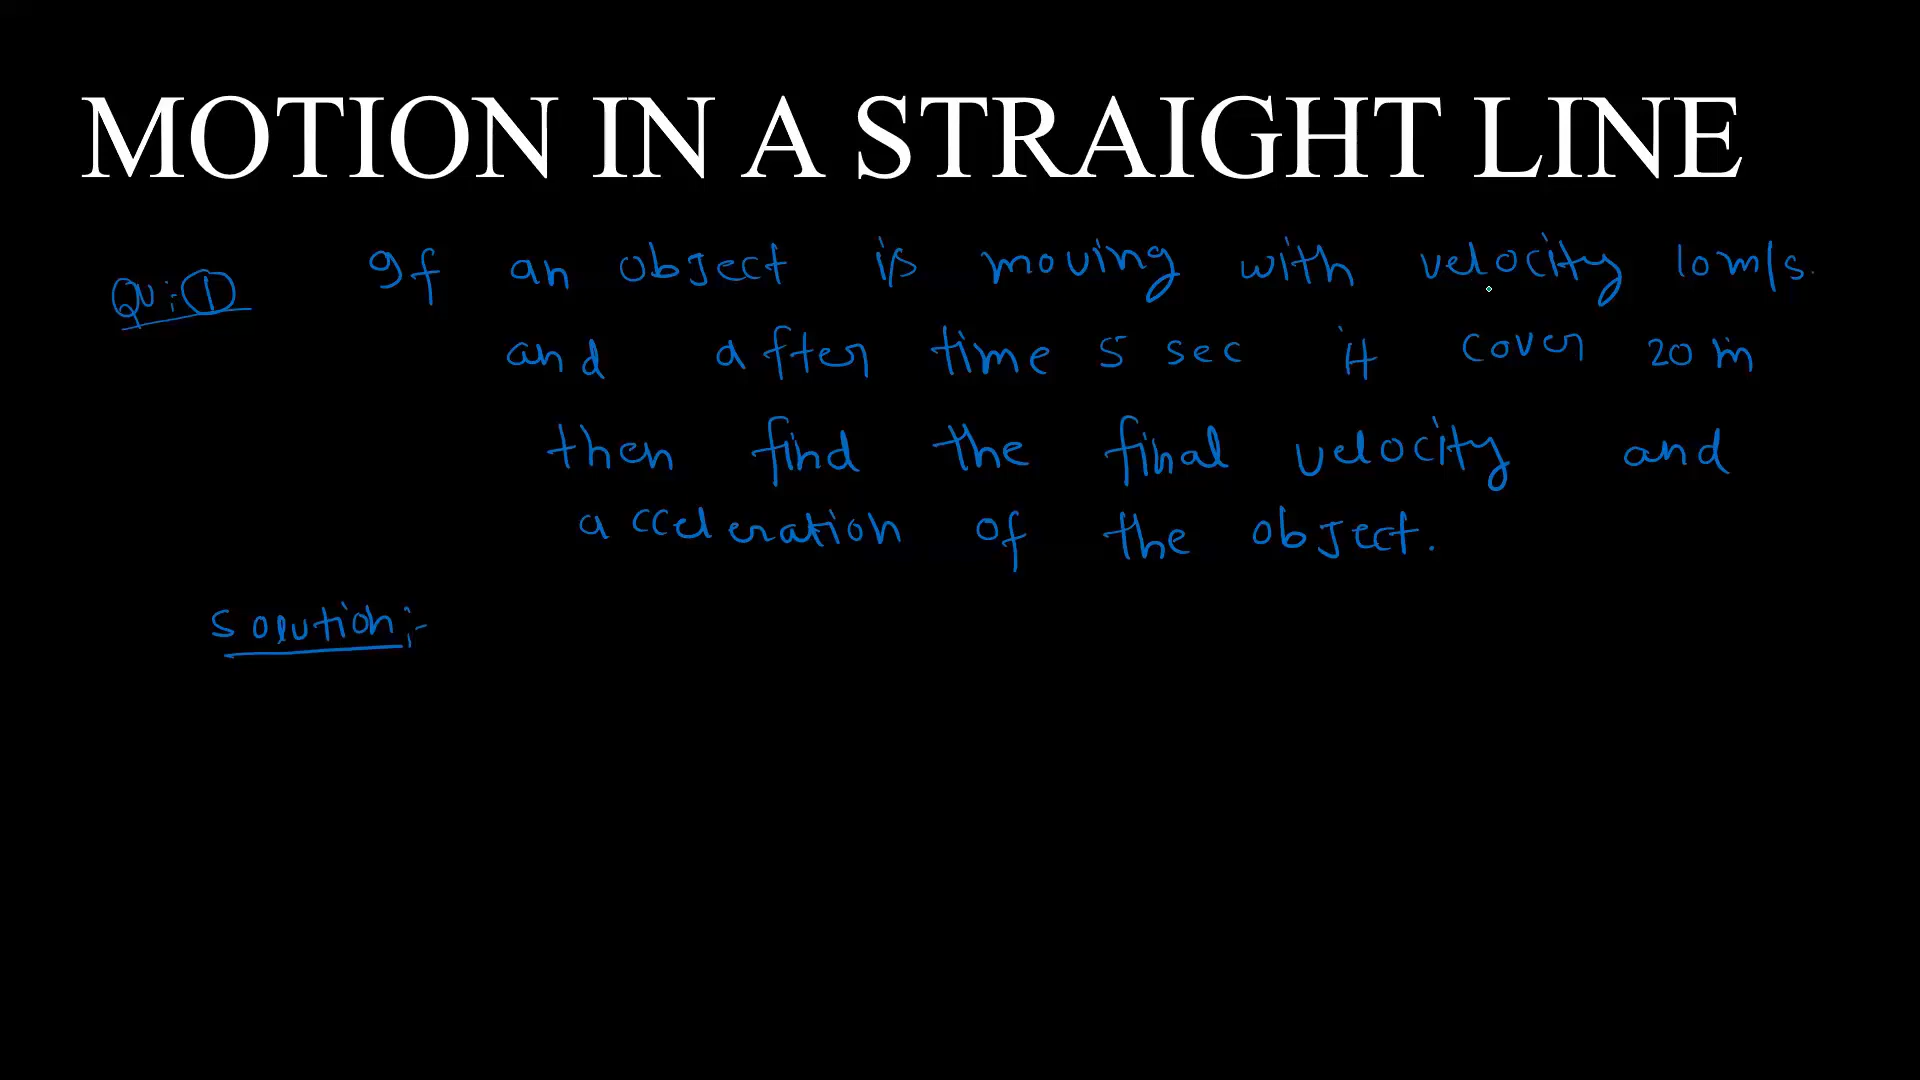 MOTION IN A STRAIGHT LINE
Qu:① If an object is moving with velocity 10m/s.
and after time 5 sec it cover 20 m
then find the final velocity and
accleration of the object.
Solution:-